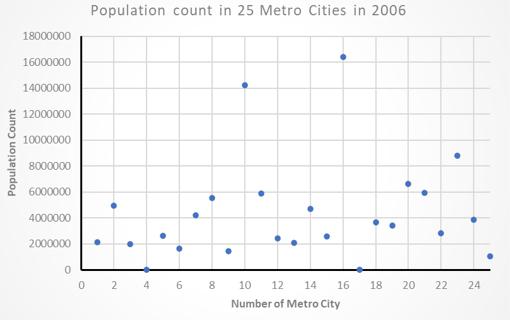 Population count in 25 Metro Cities in 2006
18000000
16000000
14000000
12000000
10000000
8000000
6000000
4000000
2000000
0
Population Count
0 2 4 6 8 10 12 14 16 18 20 22 24
Number of Metro City